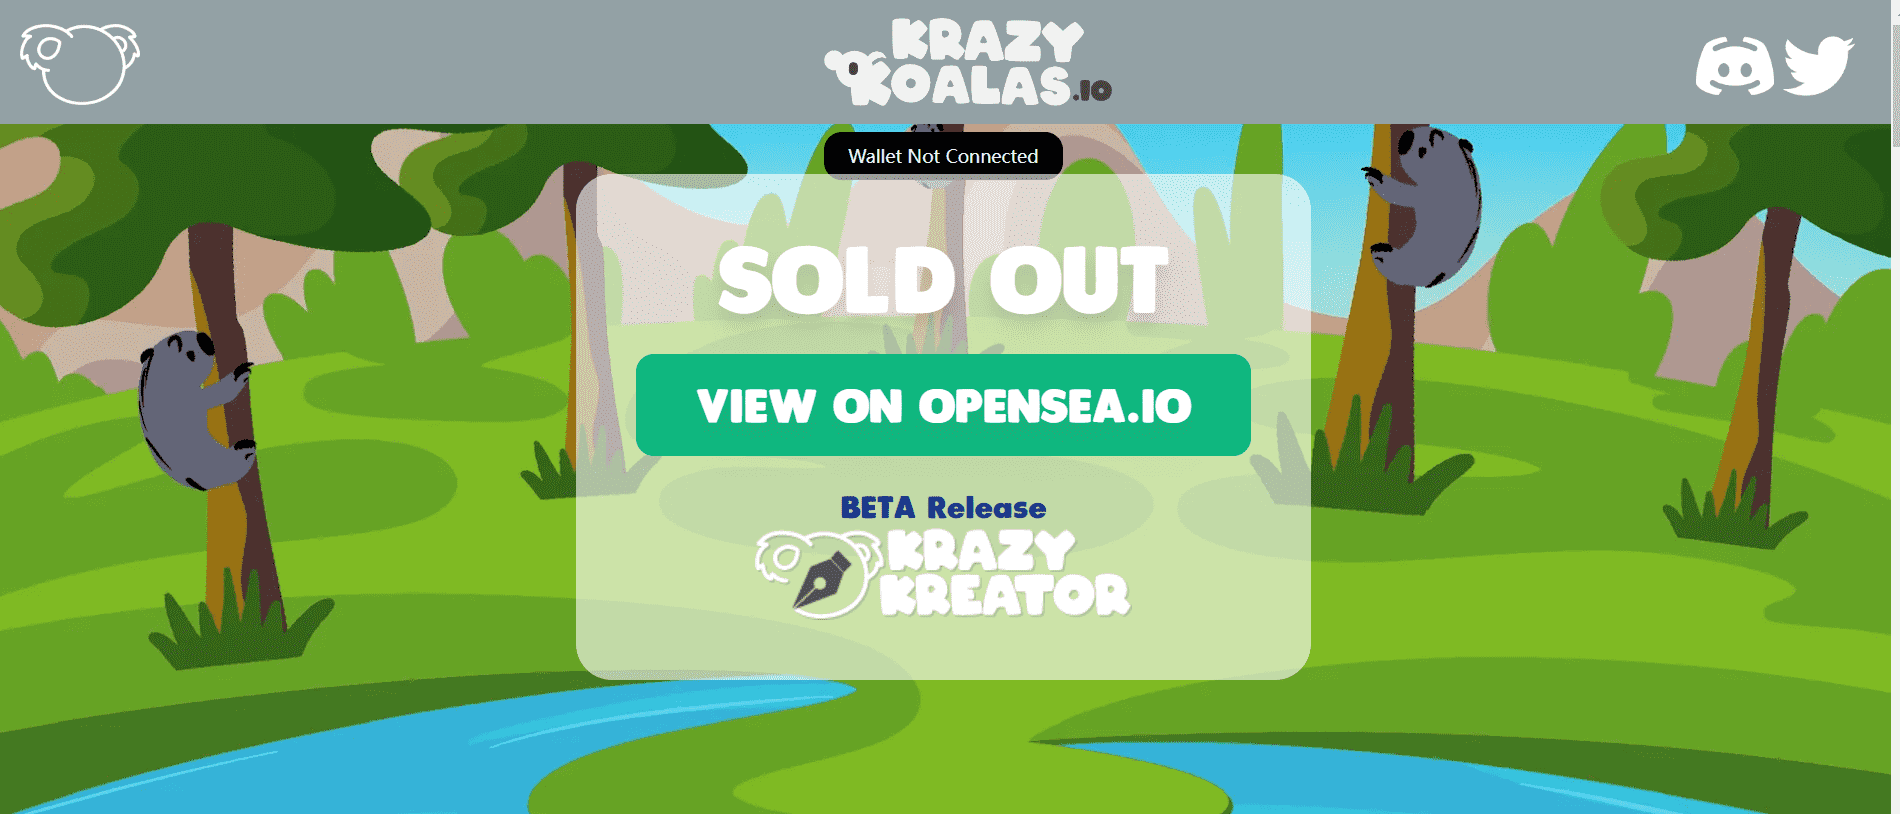 KRAZY
KOALAS.IO
Wallet Not Connected
SOLD OUT
VIEW ON OPENSEA.IO
BETA Release
KRAZY
KREATOR